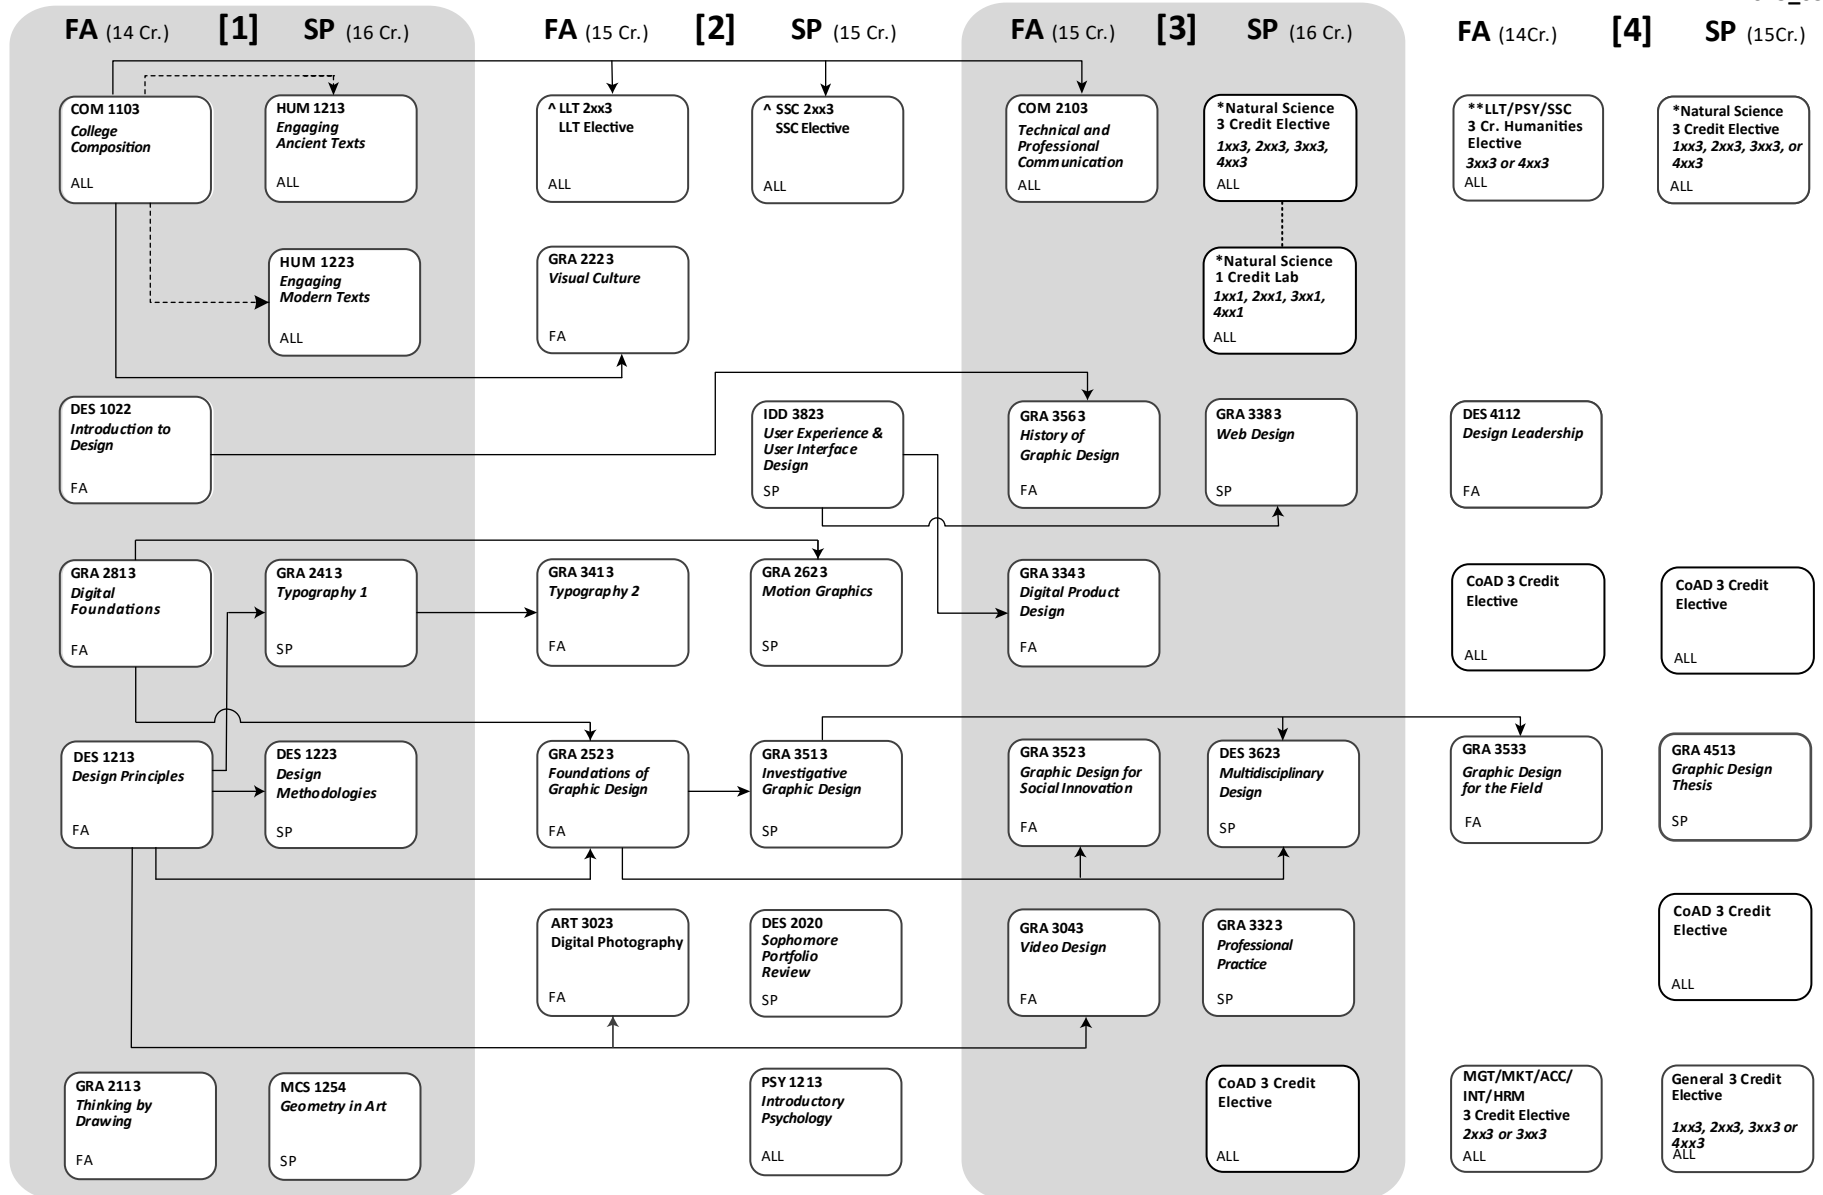 FA (14 Cr.) [1] SP (16 Cr.) FA (15 Cr.) [2] SP (15 Cr.) FA (15 Cr.) [3] SP (16 Cr.) FA (14Cr.) [4] SP (15Cr.)
COM 1103
College
Composition
ALL
HUM 1213
Engaging
Ancient Texts
ALL
^ LLT 2xx3
LLT Elective
ALL
^ SSC 2xx3
SSC Elective
ALL
COM 2103
Technical and
Professional
Communication
ALL
*Natural Science
3 Credit Elective
1xx3, 2xx3, 3xx3,
4xx3
ALL
**LLT/PSY/SSC
3 Cr. Humanities
Elective
3xx3 or 4xx3
ALL
*Natural Science
3 Credit Elective
1xx3, 2xx3, 3xx3, or
4xx3
ALL
HUM 1223
Engaging
Modern Texts
ALL
GRA 2223
Visual Culture
FA
*Natural Science
1 Credit Lab
1xx1, 2xx1, 3xx1,
4xx1
ALL
DES 1022
Introduction to
Design
FA
IDD 3823
User Experience &
User Interface
Design
SP
GRA 3563
History of
Graphic Design
FA
GRA 3383
Web Design
SP
DES 4112
Design Leadership
FA
GRA 2813
Digital
Foundations
FA
GRA 2413
Typography 1
SP
GRA 3413
Typography 2
FA
GRA 2623
Motion Graphics
SP
GRA 3343
Digital Product
Design
FA
CoAD 3 Credit
Elective
ALL
CoAD 3 Credit
Elective
ALL
DES 1213
Design Principles
FA
DES 1223
Design
Methodologies
SP
GRA 2523
Foundations of
Graphic Design
FA
GRA 3513
Investigative
Graphic Design
SP
GRA 3523
Graphic Design for
Social Innovation
FA
DES 3623
Multidisciplinary
Design
SP
GRA 3533
Graphic Design
for the Field
FA
GRA 4513
Graphic Design
Thesis
SP
ART 3023
Digital Photography
FA
DES 2020
Sophomore
Portfolio
Review
SP
GRA 3043
Video Design
FA
GRA 3323
Professional
Practice
SP
CoAD 3 Credit
Elective
ALL
GRA 2113
Thinking by
Drawing
FA
MCS 1254
Geometry in Art
SP
PSY 1213
Introductory
Psychology
ALL
CoAD 3 Credit
Elective
ALL
MGT/MKT/ACC/
INT/HRM
3 Credit Elective
2xx3 or 3xx3
ALL
General 3 Credit
Elective
1xx3, 2xx3, 3xx3 or
4xx3
ALL